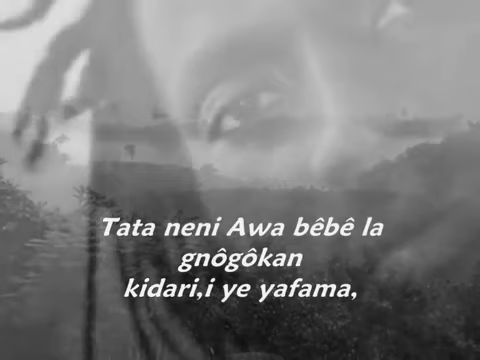 Tata neni Awa bêbê la
gnôgôkan
kidari,i ye yafama,